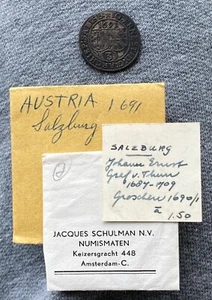 AUSTRIA 1691
Salzburg
SALZBURG
Johann Ernst
Graf v. Thun
1687-1709
Groschen 1690/1
1.50
JACQUES SCHULMAN N.V.
NUMISMATEN
Keizersgracht 448
Amsterdam-C.